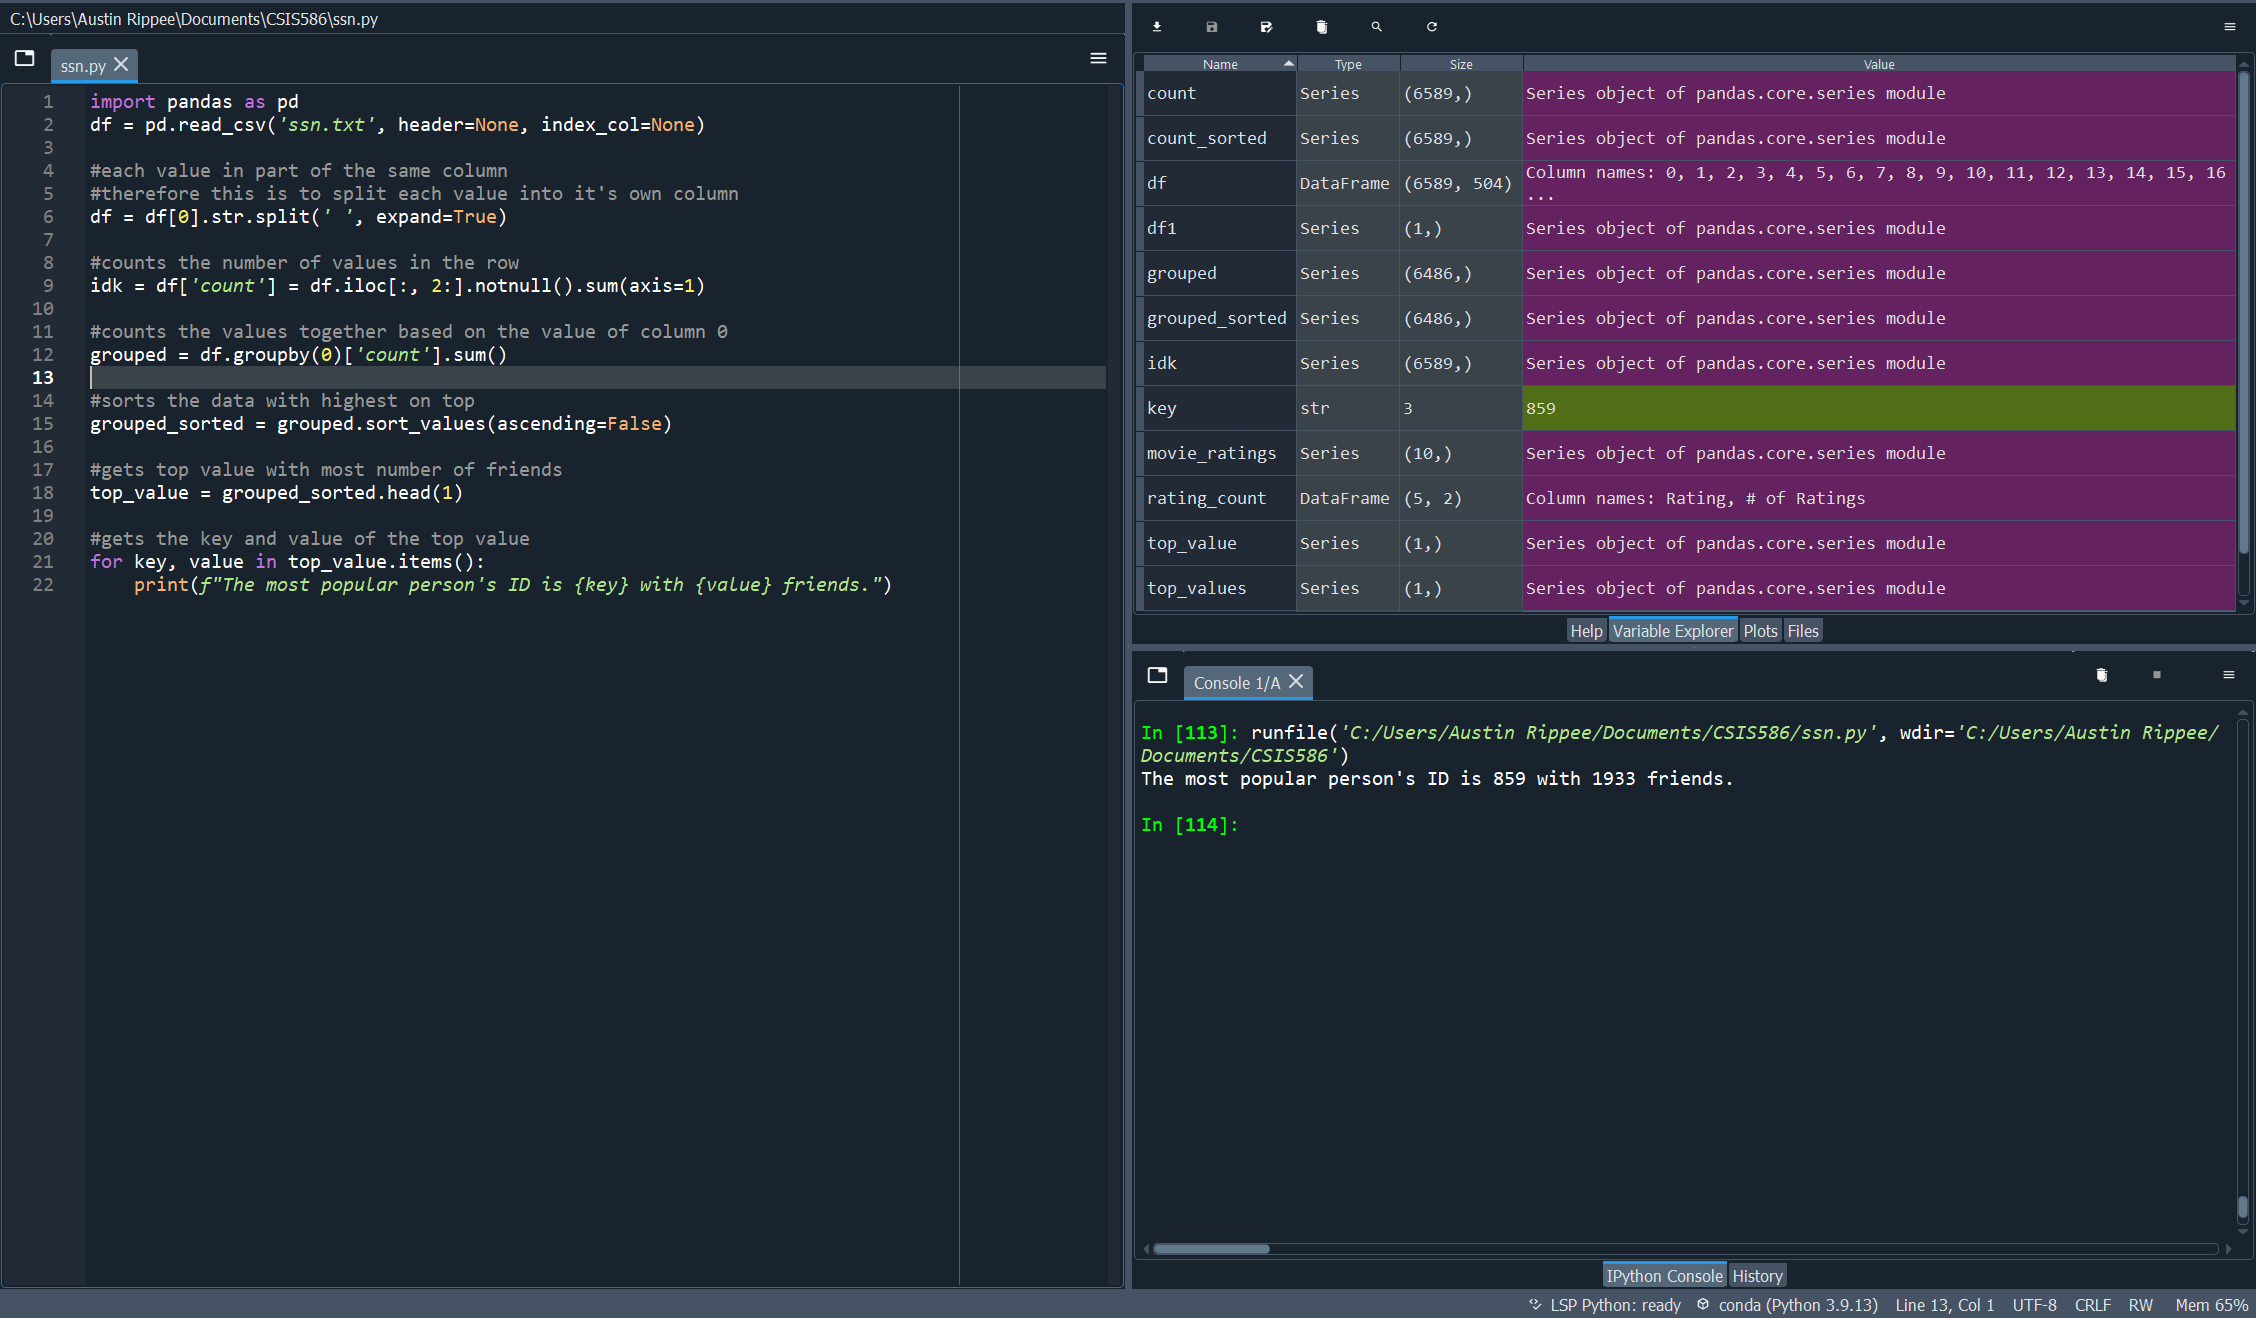 C:\Users\Austin Rippee\Documents\CSIS586\ssn.py
ssn.py
1 import pandas as pd
2 df = pd.read_csv('ssn.txt', header=None, index_col=None)
3
4 #each value in part of the same column
5 #therefore this is to split each value into it's own column
6 df = df[0].str.split(' ', expand=True)
7
8 #counts the number of values in the row
9 idk = df['count'] = df.iloc[:, 2:].notnull().sum(axis=1)
10
11 #counts the values together based on the value of column 0
12 grouped = df.groupby(0)['count'].sum()
13
14 #sorts the data with highest on top
15 grouped_sorted = grouped.sort_values(ascending=False)
16
17 #gets top value with most number of friends
18 top_value = grouped_sorted.head(1)
19
20 #gets the key and value of the top value
21 for key, value in top_value.items():
22     print(f"The most popular person's ID is {key} with {value} friends.")
Name Type Size Value
count Series (6589,) Series object of pandas.core.series module
count_sorted Series (6589,) Series object of pandas.core.series module
df DataFrame (6589, 504) Column names: 0, 1, 2, 3, 4, 5, 6, 7, 8, 9, 10, 11, 12, 13, 14, 15, 16
...
df1 Series (1,) Series object of pandas.core.series module
grouped Series (6486,) Series object of pandas.core.series module
grouped_sorted Series (6486,) Series object of pandas.core.series module
idk Series (6589,) Series object of pandas.core.series module
key str 3 859
movie_ratings Series (10,) Series object of pandas.core.series module
rating_count DataFrame (5, 2) Column names: Rating, # of Ratings
top_value Series (1,) Series object of pandas.core.series module
top_values Series (1,) Series object of pandas.core.series module
Help Variable Explorer Plots Files
Console 1/A
In [113]: runfile('C:/Users/Austin Rippee/Documents/CSIS586/ssn.py', wdir='C:/Users/Austin Rippee/
Documents/CSIS586')
The most popular person's ID is 859 with 1933 friends.
In [114]:
IPython Console History
LSP Python: ready conda (Python 3.9.13) Line 13, Col 1 UTF-8 CRLF RW Mem 65%